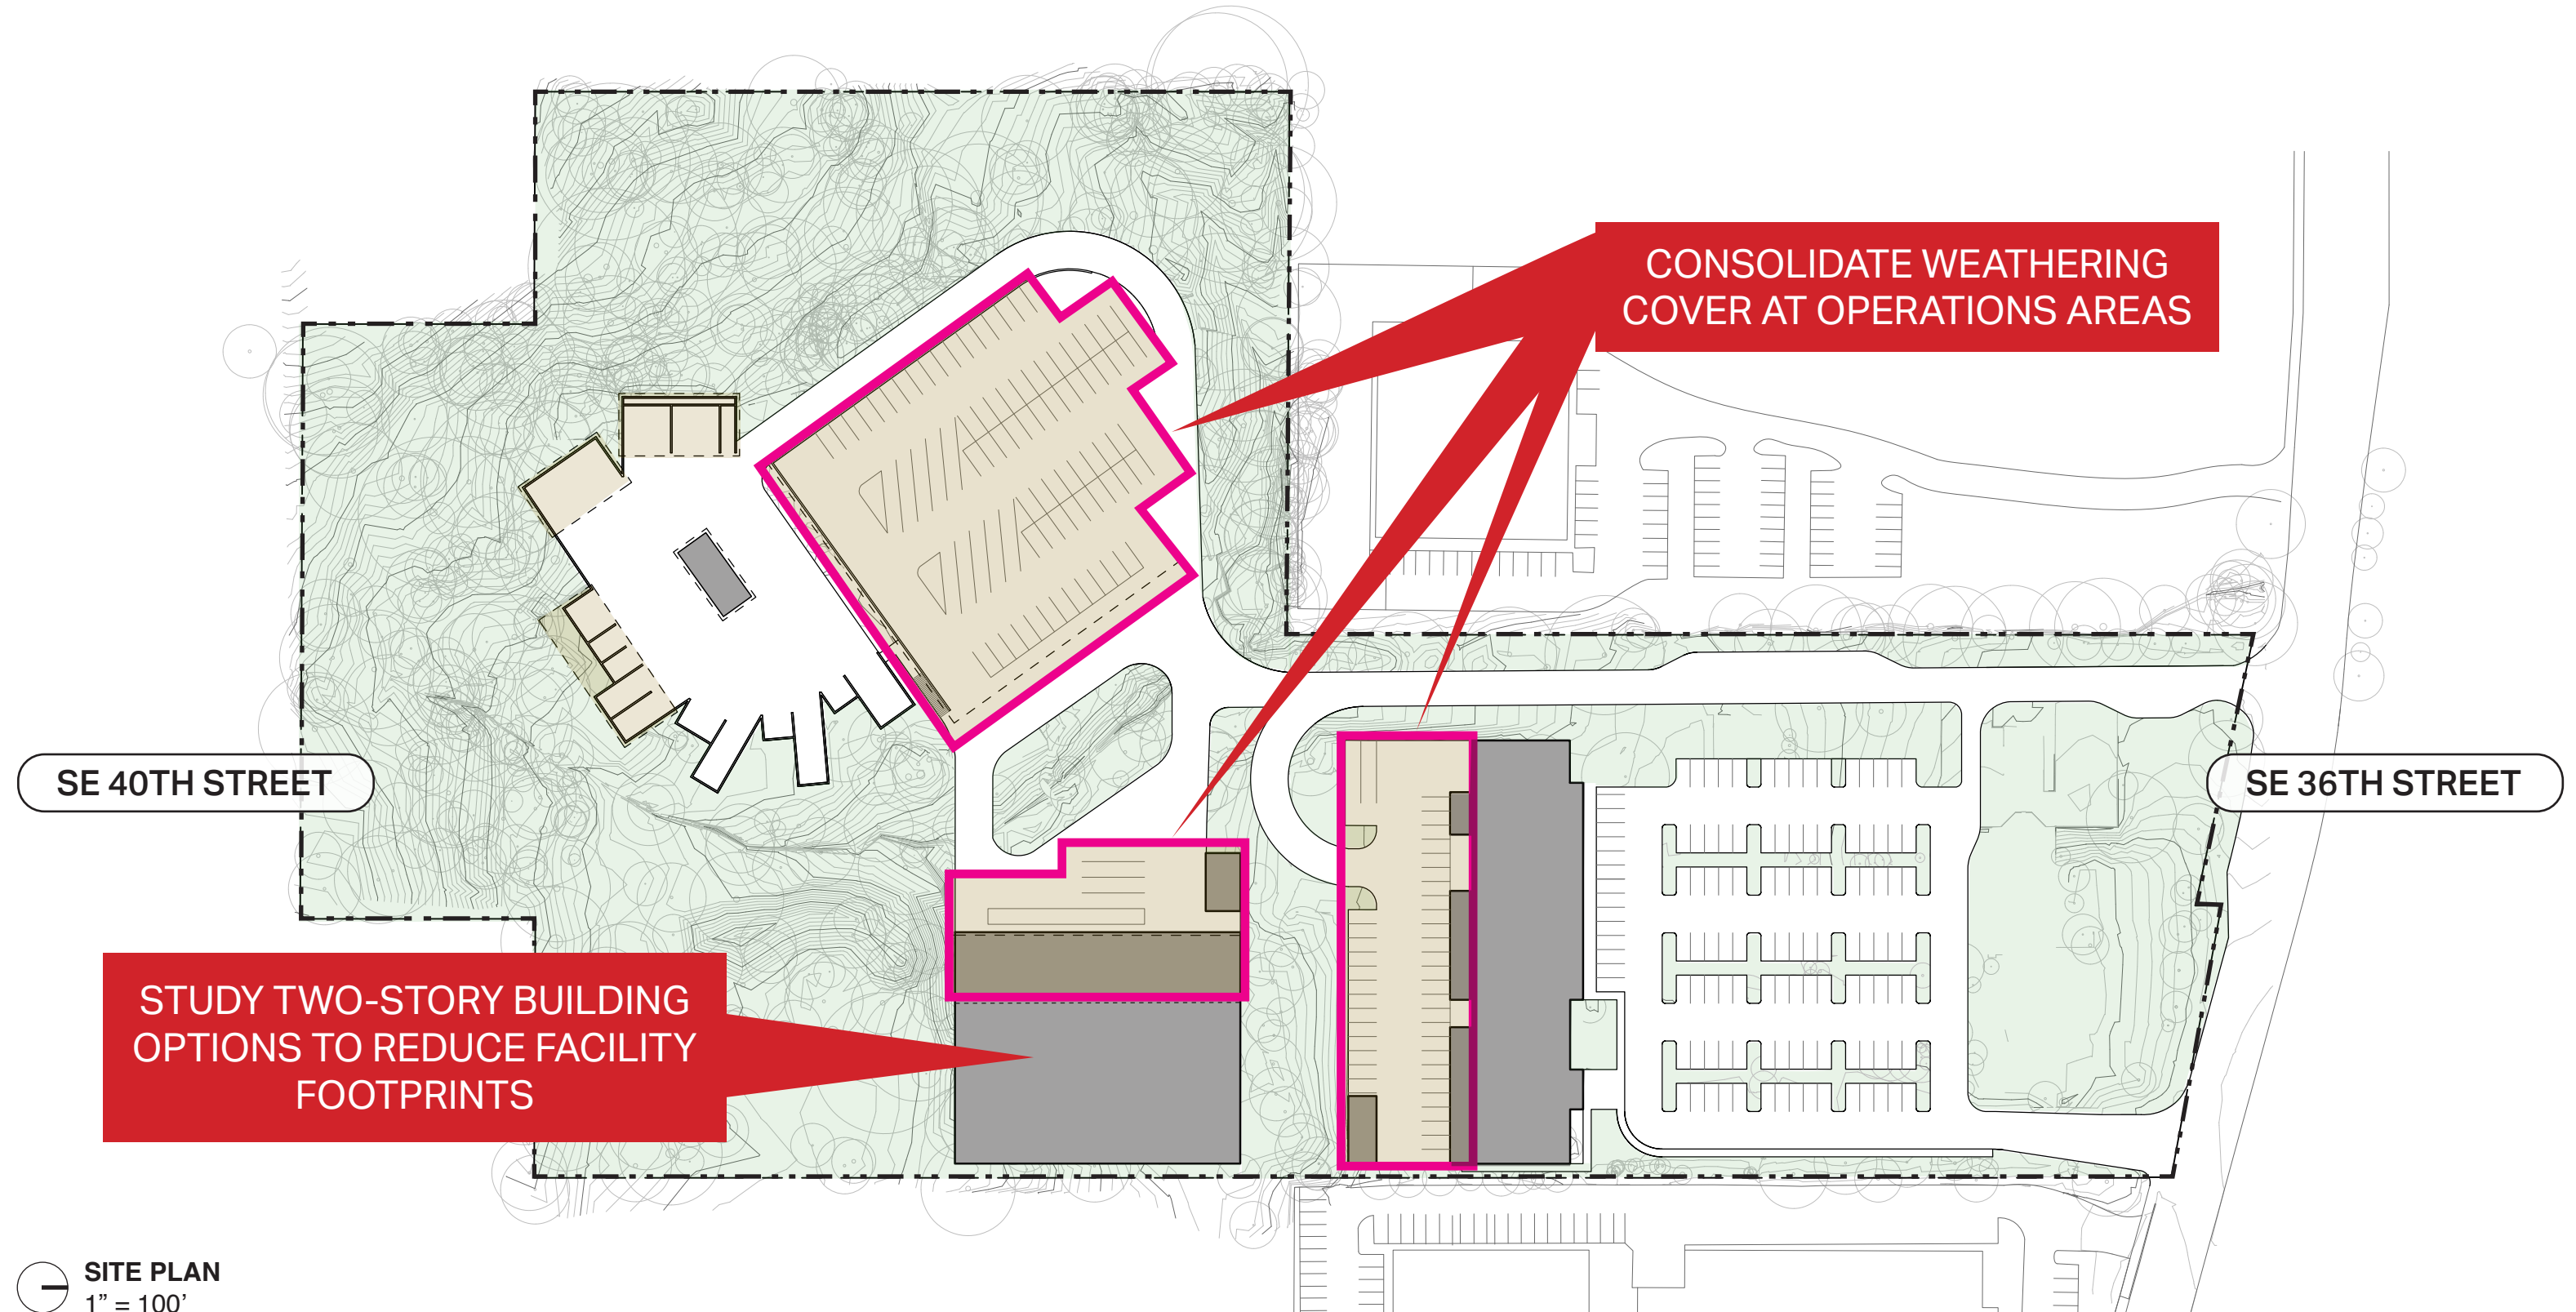 CONSOLIDATE WEATHERING
COVER AT OPERATIONS AREAS
SE 40TH STREET
SE 36TH STREET
STUDY TWO-STORY BUILDING
OPTIONS TO REDUCE FACILITY
FOOTPRINTS
SITE PLAN
1” = 100’